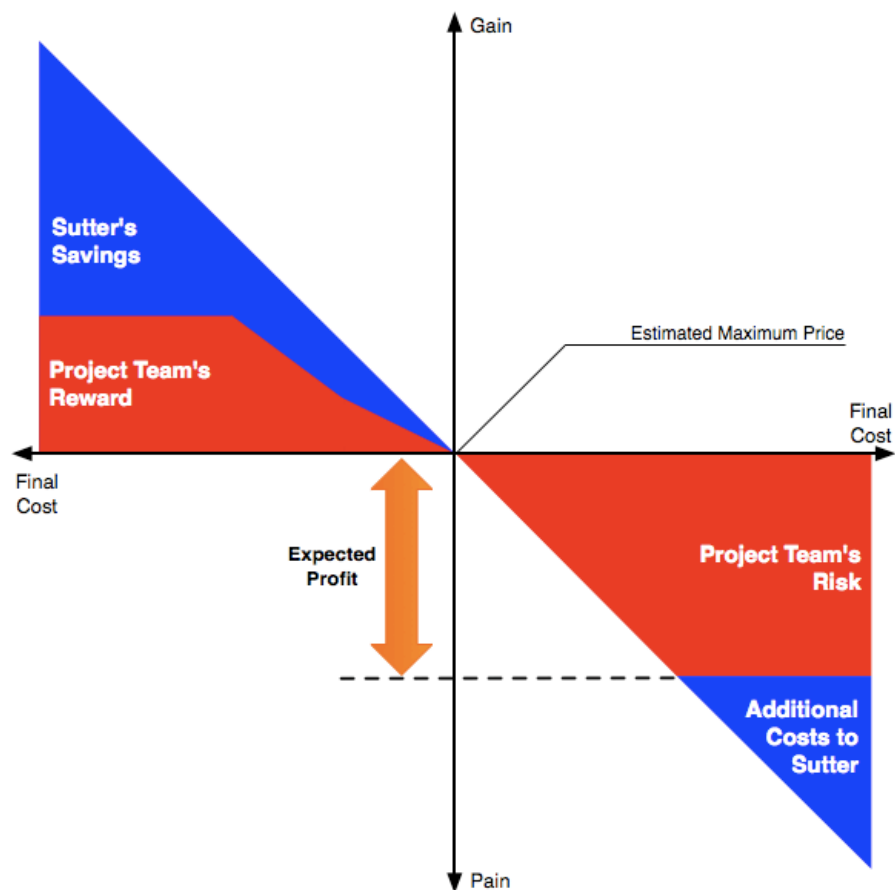 Gain
Sutter's
Savings
Estimated Maximum Price
Project Team's
Reward
Final
Cost
Final
Cost
Expected
Profit
Project Team's
Risk
Additional
Costs to
Sutter
Pain